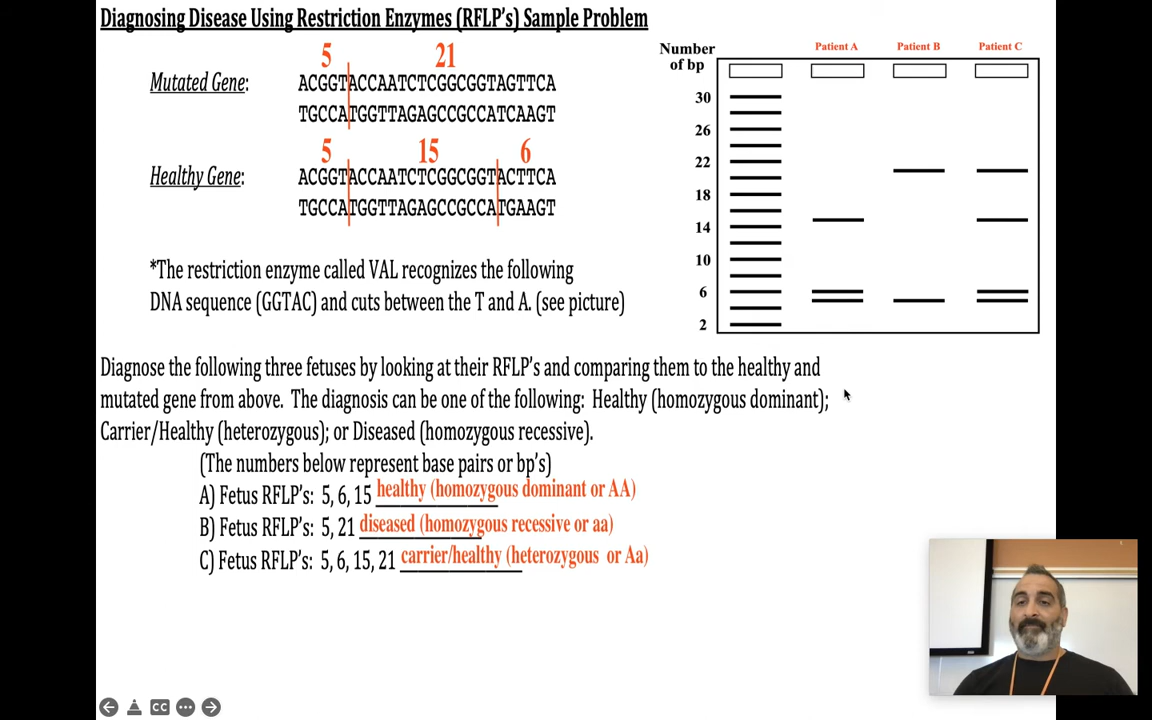 Diagnosing Disease Using Restriction Enzymes (RFLP's) Sample Problem
5 21
Mutated Gene:
ACGGTACCAATCTCGGCGGTAGTTCA
TGCCATGGTTAGAGCCGCCATCAAGT
5 15 6
Healthy Gene:
ACGGTACCAATCTCGGCGGTACTTCA
TGCCATGGTTAGAGCCGCCATGAAGT
*The restriction enzyme called VAL recognizes the following
DNA sequence (GGTAC) and cuts between the T and A. (see picture)
Number
of bp
Patient A Patient B Patient C
30
26
22
18
14
10
6
2
Diagnose the following three fetuses by looking at their RFLP's and comparing them to the healthy and
mutated gene from above. The diagnosis can be one of the following: Healthy (homozygous dominant);
Carrier/Healthy (heterozygous); or Diseased (homozygous recessive).
(The numbers below represent base pairs or bp's)
A) Fetus RFLP's: 5, 6, 15 healthy (homozygous dominant or AA)
B) Fetus RFLP's: 5, 21 diseased (homozygous recessive or aa)
C) Fetus RFLP's: 5, 6, 15, 21 carrier/healthy (heterozygous or Aa)
CC